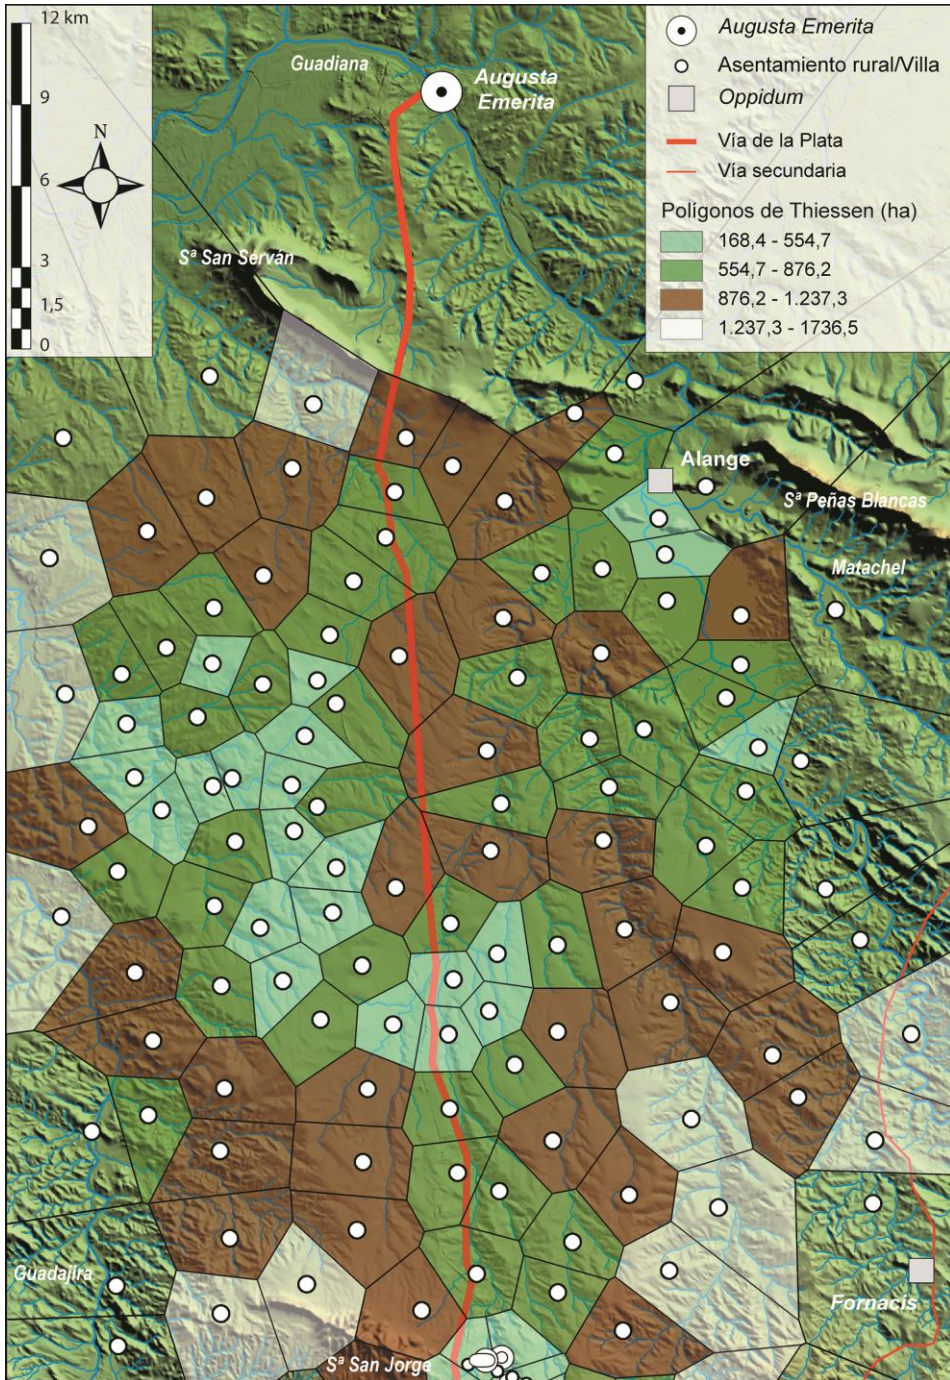 12 km
9
6
3
1,5
0
N
Guadiana
Augusta
Emerita
Augusta Emerita
Asentamiento rural/Villa
Oppidum
Vía de la Plata
Vía secundaria
Polígonos de Thiessen (ha)
168,4 - 554,7
554,7 - 876,2
876,2 - 1.237,3
1.237,3 - 1736,5
Sª San Serván
Alange
Sª Peñas Blancas
Matachel
Guadajira
Fornacis
Sª San Jorge